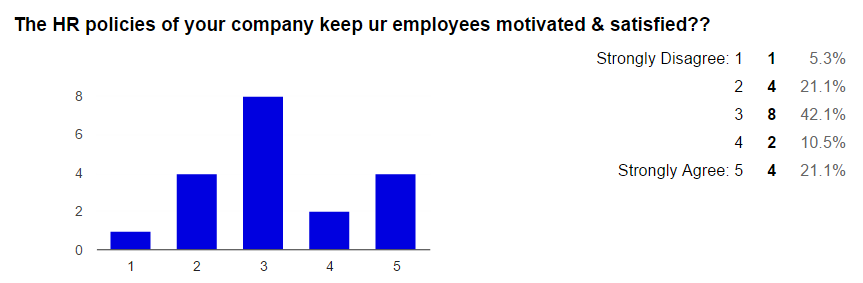 The HR policies of your company keep ur employees motivated & satisfied??
Strongly Disagree: 1 1 5.3%
2 4 21.1%
3 8 42.1%
4 2 10.5%
Strongly Agree: 5 4 21.1%
8
6
4
2
0
1 2 3 4 5